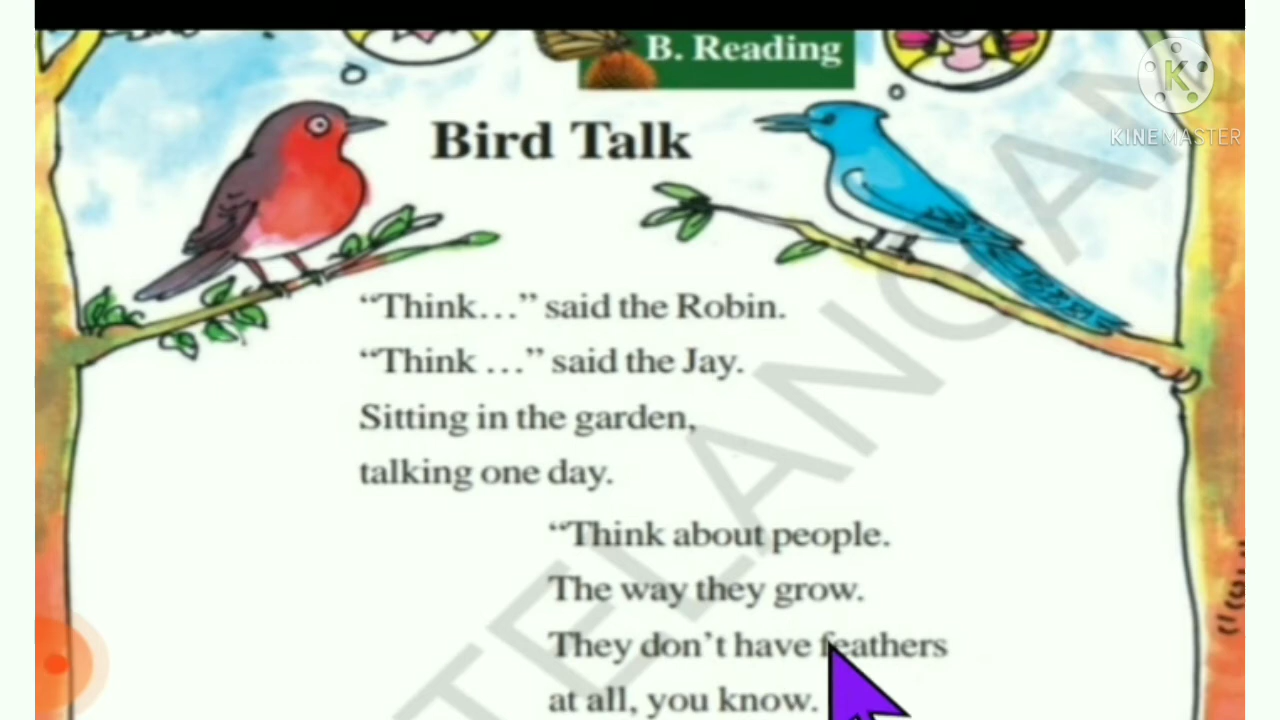 B. Reading
K
KINEMASTER
Bird Talk
“Think…” said the Robin.
“Think …” said the Jay.
Sitting in the garden,
talking one day.
“Think about people.
The way they grow.
They don’t have feathers
at all, you know.
TELANGAN